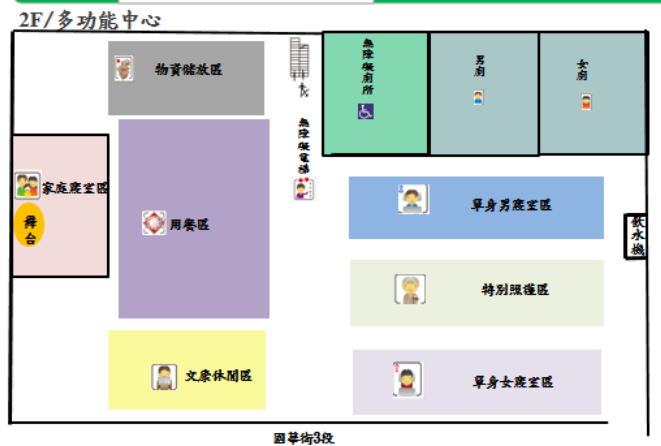 2F/多功能中心
物資儲放區
無障礙廁所
男廁
女廁
無障礙電梯
家庭寢室區
舞台
用餐區
單身男寢室區
飲水機
特別照護區
文康休閒區
單身女寢室區
國華街3段